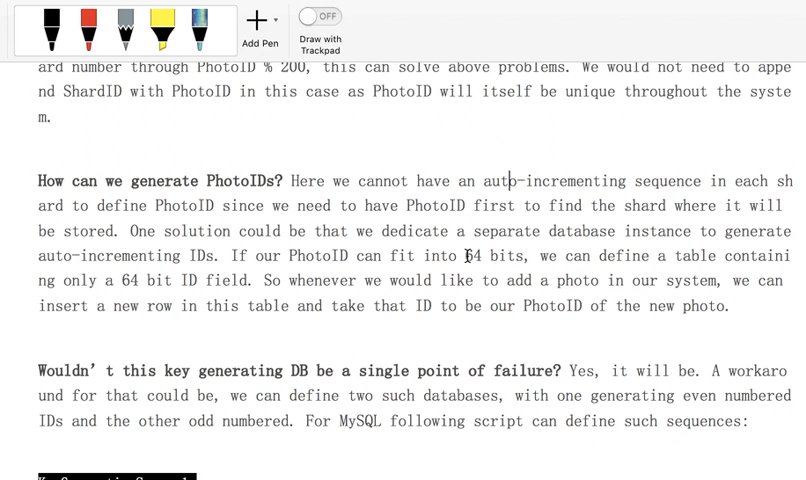 OFF
Add Pen
Draw with
Trackpad
ard number through PhotoID % 200, this can solve above problems. We would not need to appe
nd ShardID with PhotoID in this case as PhotoID will itself be unique throughout the syste
m.
How can we generate PhotoIDs? Here we cannot have an auto-incrementing sequence in each sh
ard to define PhotoID since we need to have PhotoID first to find the shard where it will
be stored. One solution could be that we dedicate a separate database instance to generate
auto-incrementing IDs. If our PhotoID can fit into 64 bits, we can define a table containi
ng only a 64 bit ID field. So whenever we would like to add a photo in our system, we can
insert a new row in this table and take that ID to be our PhotoID of the new photo.
Wouldn’t this key generating DB be a single point of failure? Yes, it will be. A workaro
und for that could be, we can define two such databases, with one generating even numbered
IDs and the other odd numbered. For MySQL following script can define such sequences: